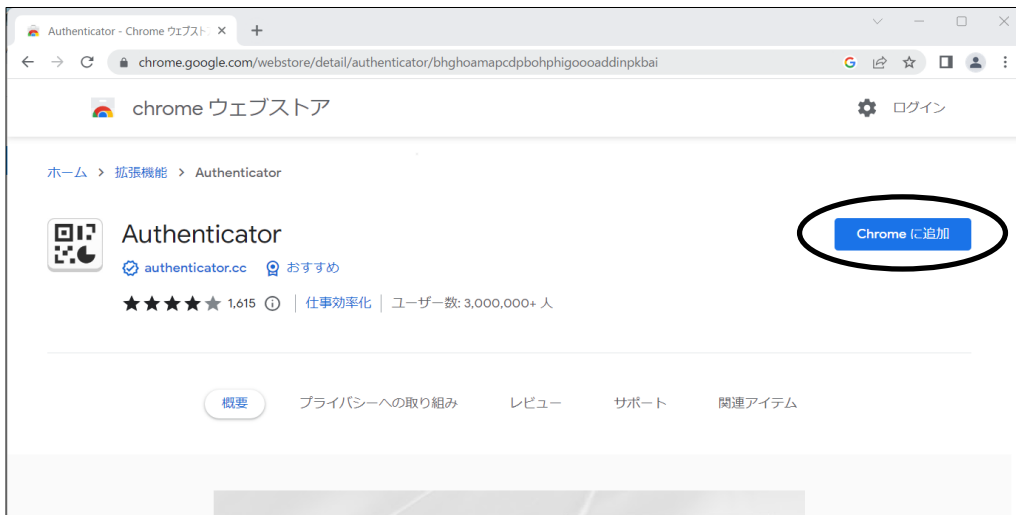 Authenticator - Chrome ウェブスト
chrome.google.com/webstore/detail/authenticator/bhghoamapcdpbohphigoooaddinpkbai
chrome ウェブストア
ログイン
ホーム > 拡張機能 > Authenticator
Authenticator
Chrome に追加
authenticator.cc おすすめ
1,615 仕事効率化 ユーザー数: 3,000,000+ 人
概要 プライバシーへの取り組み レビュー サポート 関連アイテム